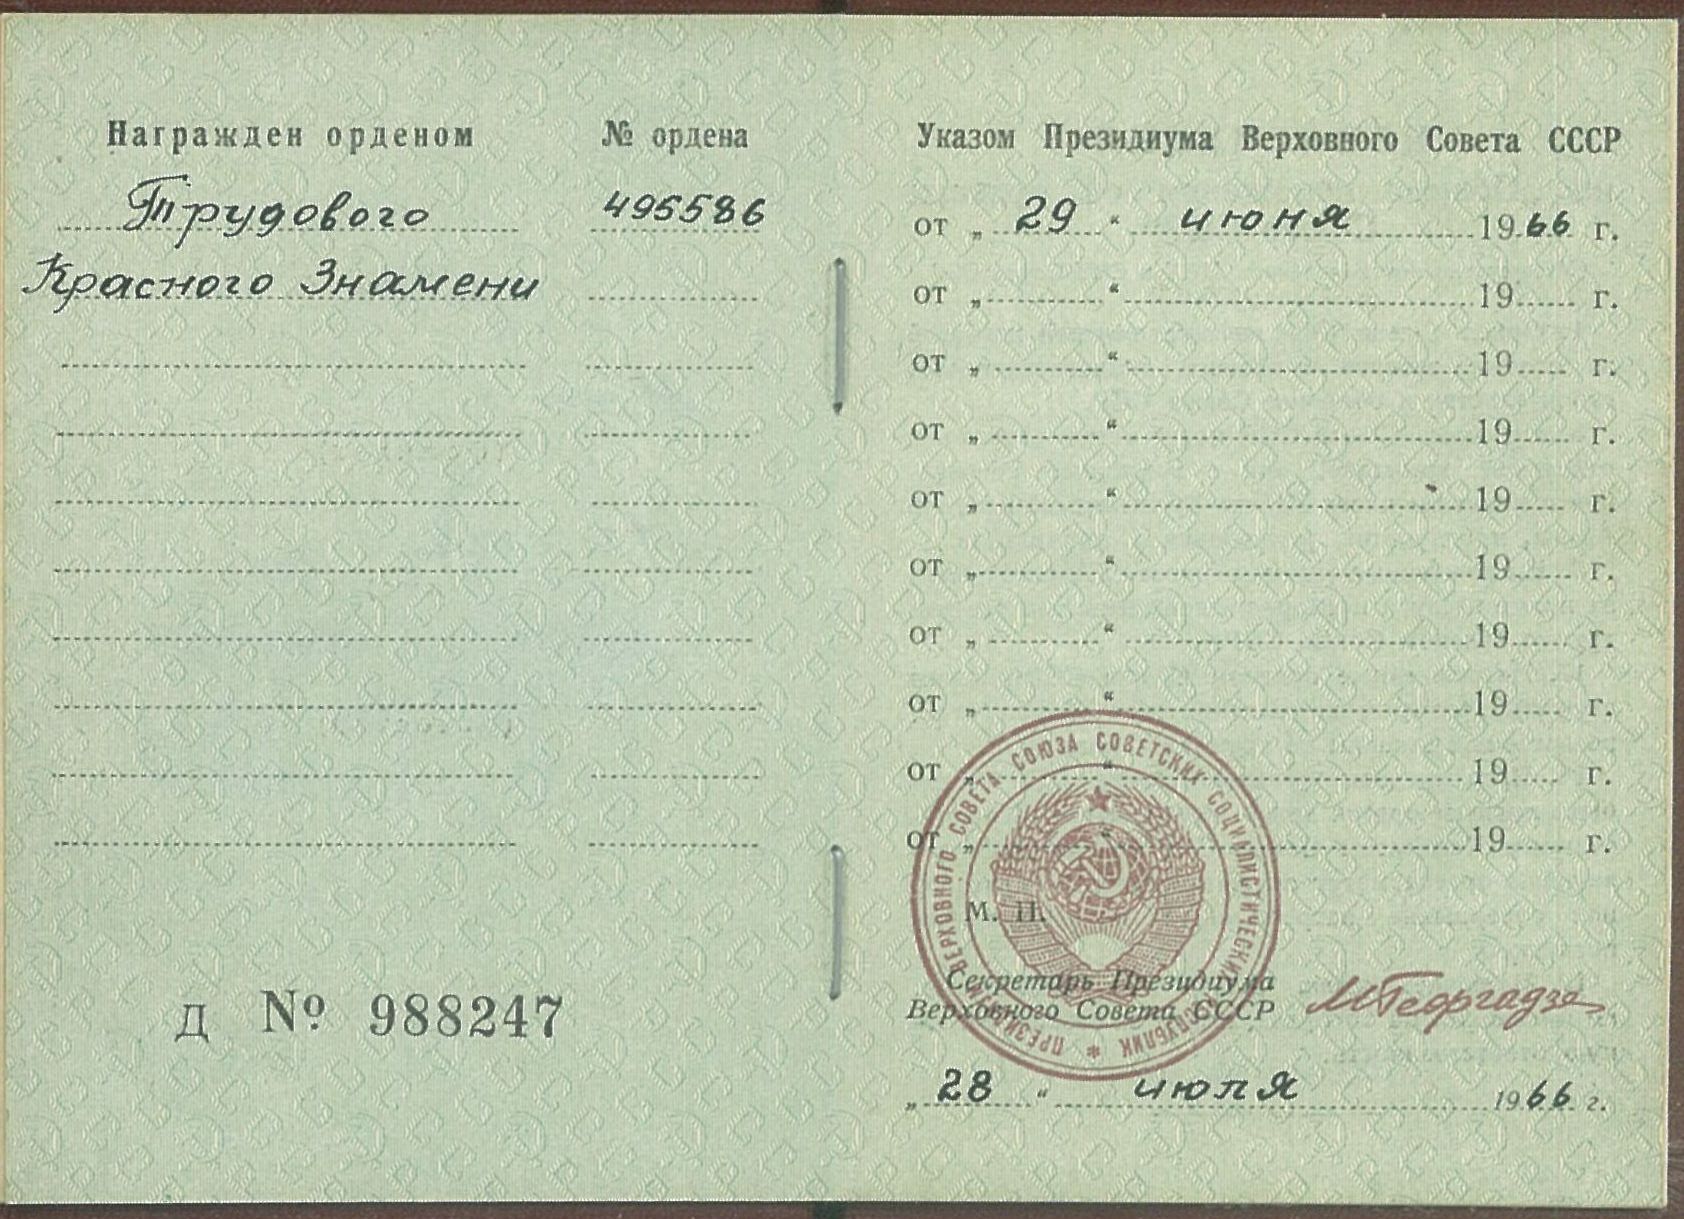 Награжден орденом № ордена
Трудового 495586
Красного Знамени
Д № 988247
Указом Президиума Верховного Совета СССР
от „ 29 “ июня 1966 г.
от „ “ 19 г.
от „ “ 19 г.
от „ “ 19 г.
от „ “ 19 г.
от „ “ 19 г.
от „ “ 19 г.
от „ “ 19 г.
от „ “ 19 г.
от „ “ 19 г.
М. П.
Секретарь Президиума
Верховного Совета СССР МГеоргадзе
„ 28 “ июля 1966 г.
ПРЕЗИДИУМ ВЕРХОВНОГО СОВЕТА СОЮЗА СОВЕТСКИХ СОЦИАЛИСТИЧЕСКИХ РЕСПУБЛИК *